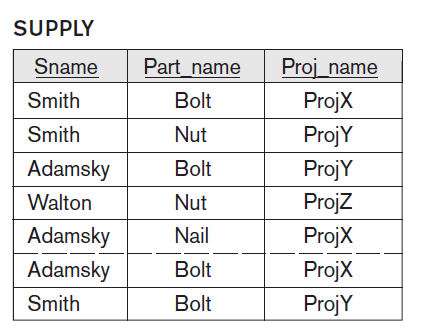 SUPPLY
Sname Part_name Proj_name
Smith Bolt ProjX
Smith Nut ProjY
Adamsky Bolt ProjY
Walton Nut ProjZ
Adamsky Nail ProjX
Adamsky Bolt ProjX
Smith Bolt ProjY